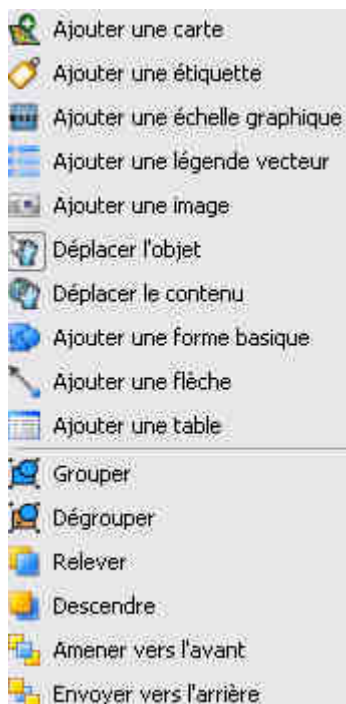 Ajouter une carte
Ajouter une étiquette
Ajouter une échelle graphique
Ajouter une légende vecteur
Ajouter une image
Déplacer l'objet
Déplacer le contenu
Ajouter une forme basique
Ajouter une flèche
Ajouter une table
Grouper
Dégrouper
Relever
Descendre
Amener vers l'avant
Envoyer vers l'arrière